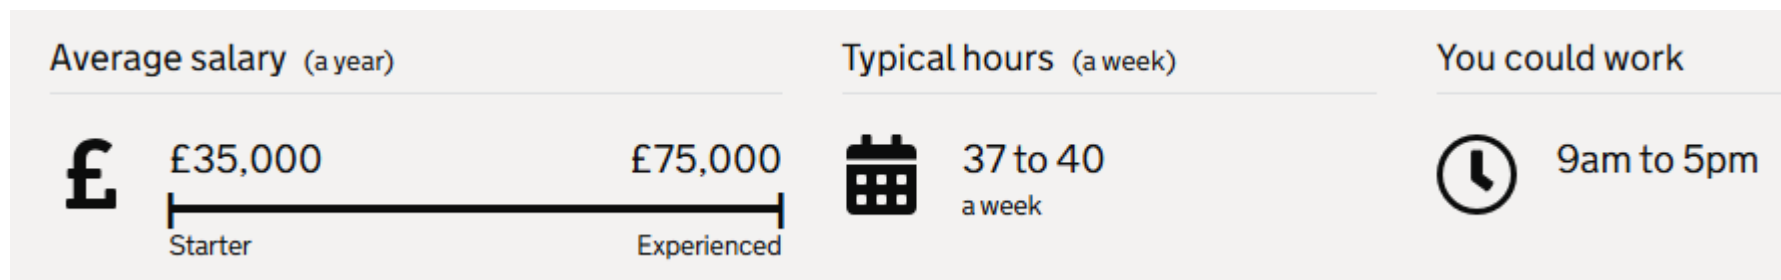 Average salary (a year)
£35,000 £75,000
Starter Experienced
Typical hours (a week)
37 to 40
a week
You could work
9am to 5pm